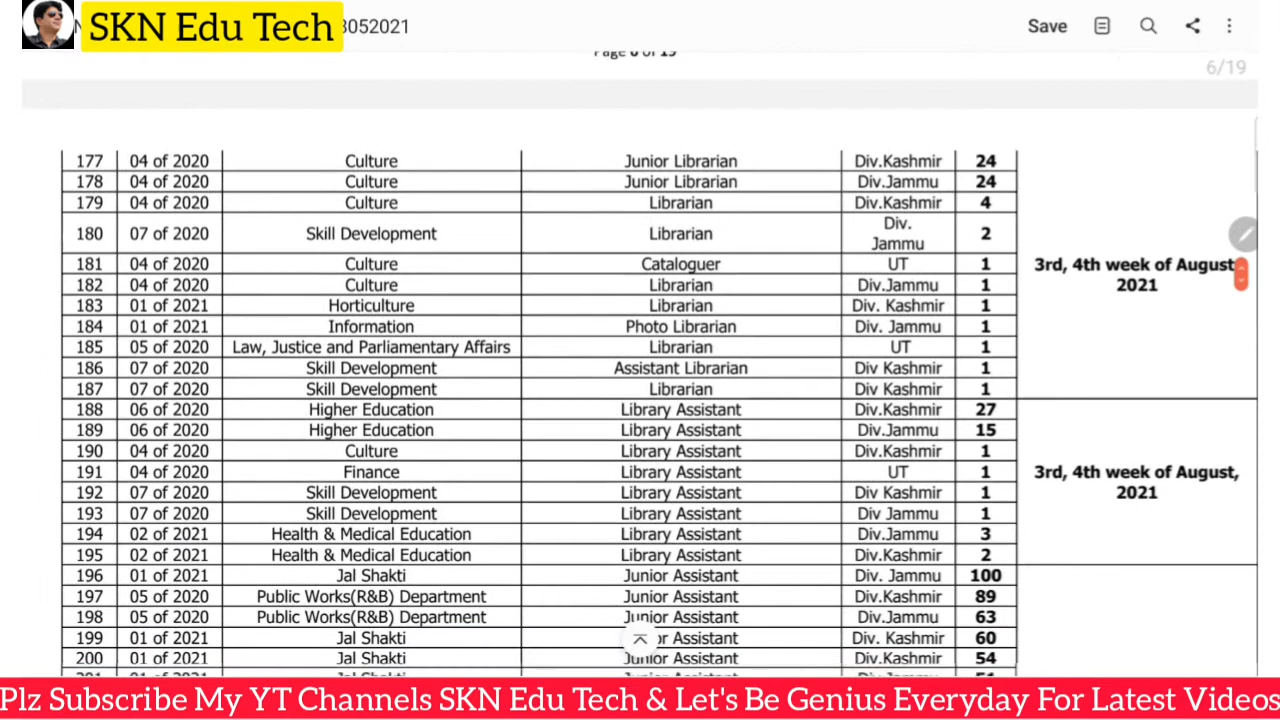 SKN Edu Tech
3052021
Save
Page 6 of 19
6/19
177 04 of 2020 Culture Junior Librarian Div.Kashmir 24
178 04 of 2020 Culture Junior Librarian Div.Jammu 24
179 04 of 2020 Culture Librarian Div.Kashmir 4
180 07 of 2020 Skill Development Librarian Div. Jammu 2
181 04 of 2020 Culture Cataloguer UT 1
182 04 of 2020 Culture Librarian Div.Jammu 1
183 01 of 2021 Horticulture Librarian Div. Kashmir 1
184 01 of 2021 Information Photo Librarian Div. Jammu 1
185 05 of 2020 Law, Justice and Parliamentary Affairs Librarian UT 1
186 07 of 2020 Skill Development Assistant Librarian Div Kashmir 1
187 07 of 2020 Skill Development Librarian Div Kashmir 1
3rd, 4th week of August
2021
188 06 of 2020 Higher Education Library Assistant Div.Kashmir 27
189 06 of 2020 Higher Education Library Assistant Div.Jammu 15
190 04 of 2020 Culture Library Assistant Div.Kashmir 1
191 04 of 2020 Finance Library Assistant UT 1
192 07 of 2020 Skill Development Library Assistant Div Kashmir 1
193 07 of 2020 Skill Development Library Assistant Div Jammu 1
194 02 of 2021 Health & Medical Education Library Assistant Div.Jammu 3
195 02 of 2021 Health & Medical Education Library Assistant Div.Kashmir 2
3rd, 4th week of August,
2021
196 01 of 2021 Jal Shakti Junior Assistant Div. Jammu 100
197 05 of 2020 Public Works(R&B) Department Junior Assistant Div.Kashmir 89
198 05 of 2020 Public Works(R&B) Department Junior Assistant Div.Jammu 63
199 01 of 2021 Jal Shakti Assistant Div. Kashmir 60
200 01 of 2021 Jal Shakti Junior Assistant Div.Kashmir 54
Plz Subscribe My YT Channels SKN Edu Tech & Let's Be Genius Everyday For Latest Videos